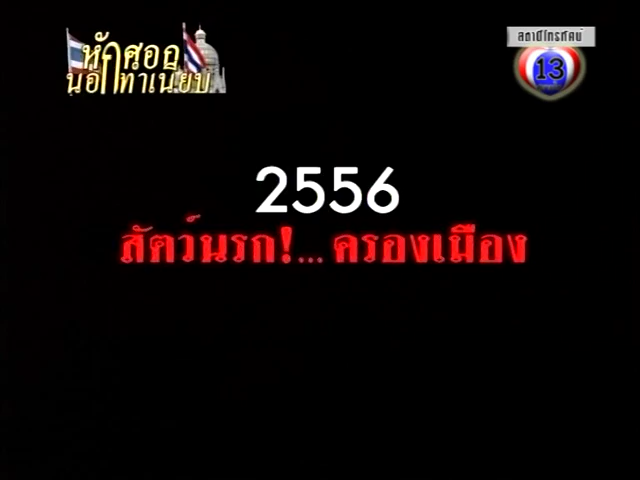 หักศอก
นอกทำเนียบ
สถานีโทรทัศน์
13
2556
สัตว์นรก!... ครองเมือง